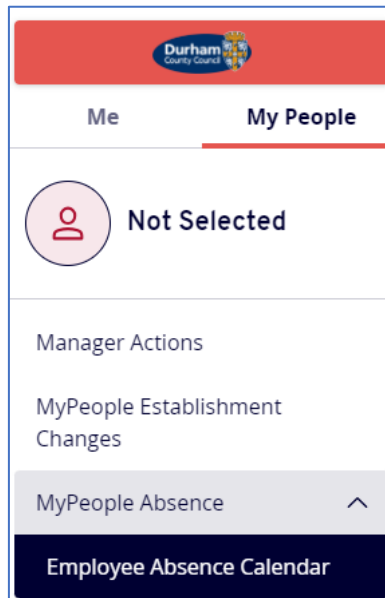 Durham
County Council
Me My People
Not Selected
Manager Actions
MyPeople Establishment
Changes
MyPeople Absence
Employee Absence Calendar